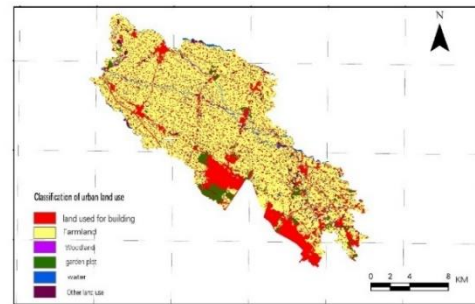 N
Classification of urban land use
land used for building
Farmland
Woodland
garden plot
water
Other land use
0 2 4 8
KM